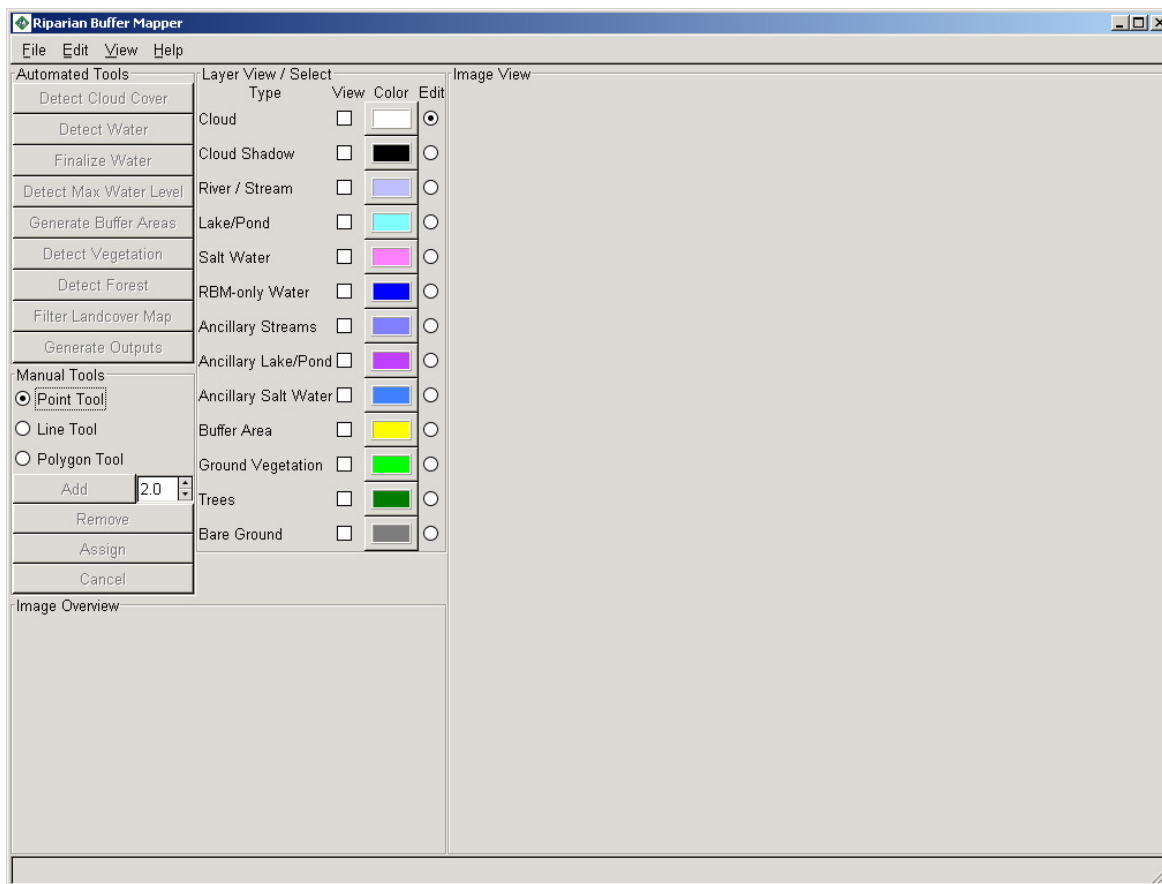 Riparian Buffer Mapper
File Edit View Help
Automated Tools
Detect Cloud Cover
Detect Water
Finalize Water
Detect Max Water Level
Generate Buffer Areas
Detect Vegetation
Detect Forest
Filter Landcover Map
Generate Outputs
Manual Tools
Point Tool
Line Tool
Polygon Tool
Add 2.0
Remove
Assign
Cancel
Image Overview
Layer View / Select
Type View Color Edit
Cloud
Cloud Shadow
River / Stream
Lake/Pond
Salt Water
RBM-only Water
Ancillary Streams
Ancillary Lake/Pond
Ancillary Salt Water
Buffer Area
Ground Vegetation
Trees
Bare Ground
Image View